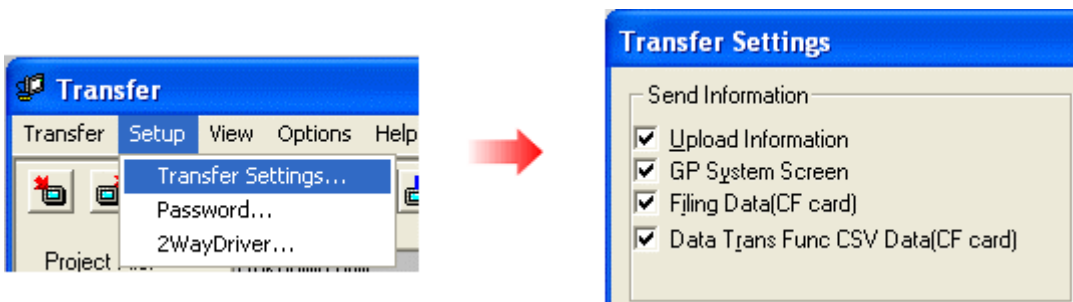 Transfer
Transfer Setup View Options Help
Transfer Settings...
Password...
2WayDriver...
Project
Transfer Settings
Send Information
Upload Information
GP System Screen
Filing Data(CF card)
Data Trans Func CSV Data(CF card)